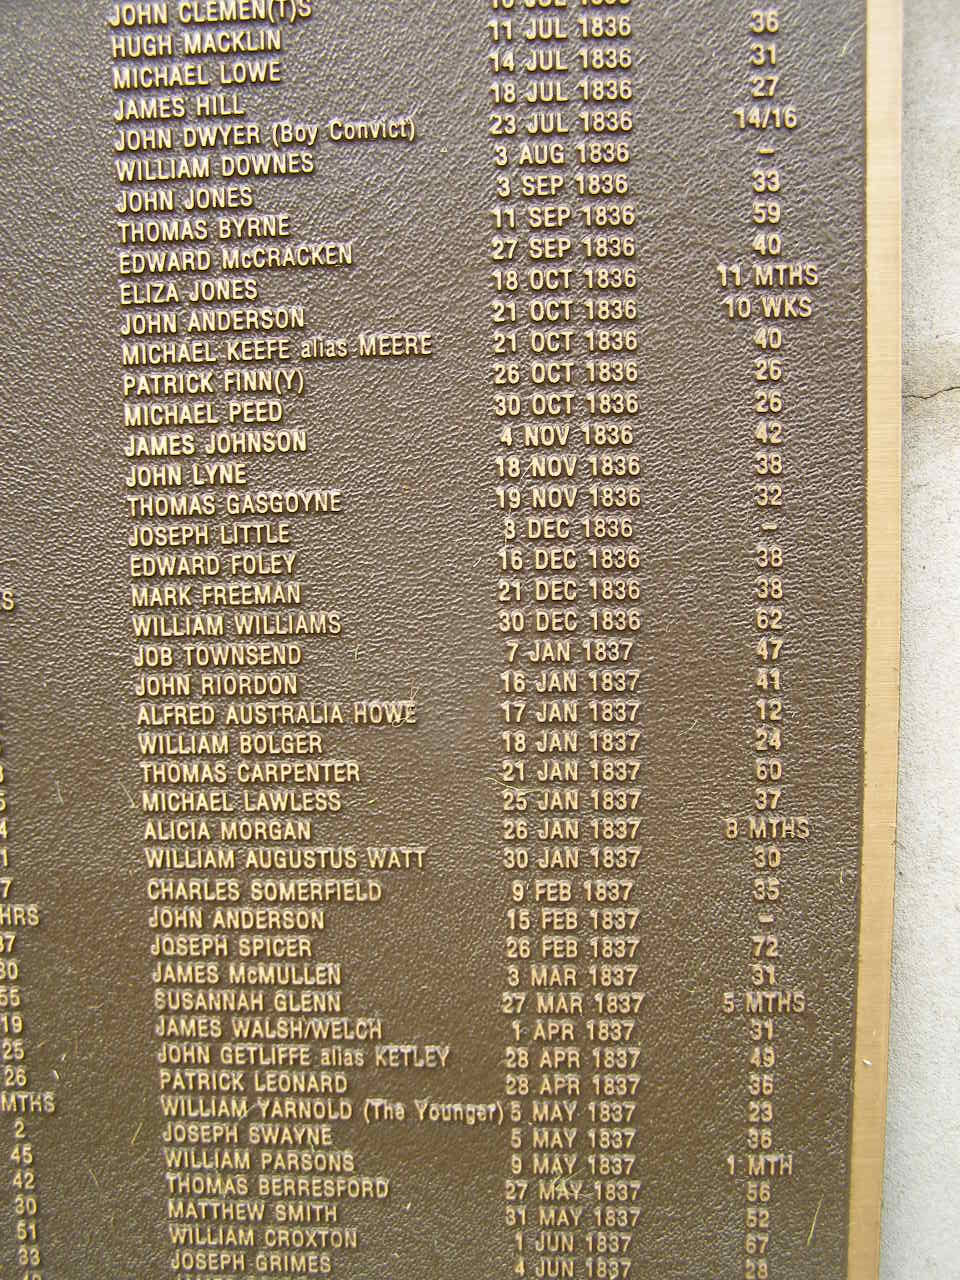 JOHN CLEMEN(T)S 10 JUL 1836
HUGH MACKLIN 11 JUL 1836 36
MICHAEL LOWE 14 JUL 1836 31
JAMES HILL 18 JUL 1836 27
JOHN DWYER (Boy Convict) 23 JUL 1836 14/16
WILLIAM DOWNES 3 AUG 1836 –
JOHN JONES 3 SEP 1836 33
THOMAS BYRNE 11 SEP 1836 59
EDWARD McCRACKEN 27 SEP 1836 40
ELIZA JONES 18 OCT 1836 11 MTHS
JOHN ANDERSON 21 OCT 1836 10 WKS
MICHAEL KEEFE alias MEERE 21 OCT 1836 40
PATRICK FINN(Y) 26 OCT 1836 26
MICHAEL PEED 30 OCT 1836 26
JAMES JOHNSON 4 NOV 1836 42
JOHN LYNE 18 NOV 1836 38
THOMAS GASGOYNE 19 NOV 1836 32
JOSEPH LITTLE 3 DEC 1836 –
EDWARD FOLEY 16 DEC 1836 38
MARK FREEMAN 21 DEC 1836 38
WILLIAM WILLIAMS 30 DEC 1836 62
JOB TOWNSEND 7 JAN 1837 47
JOHN RIORDON 16 JAN 1837 41
ALFRED AUSTRALIA HOWE 17 JAN 1837 12
WILLIAM BOLGER 18 JAN 1837 24
THOMAS CARPENTER 21 JAN 1837 60
MICHAEL LAWLESS 25 JAN 1837 37
ALICIA MORGAN 26 JAN 1837 8 MTHS
WILLIAM AUGUSTUS WATT 30 JAN 1837 30
CHARLES SOMERFIELD 9 FEB 1837 35
HRS JOHN ANDERSON 15 FEB 1837 –
37 JOSEPH SPICER 26 FEB 1837 72
30 JAMES McMULLEN 3 MAR 1837 31
55 SUSANNAH GLENN 27 MAR 1837 5 MTHS
19 JAMES WALSH/WELCH 1 APR 1837 31
25 JOHN GETLIFFE alias KETLEY 28 APR 1837 49
26 PATRICK LEONARD 28 APR 1837 36
MTHS WILLIAM YARNOLD (The Younger) 5 MAY 1837 23
2 JOSEPH SWAYNE 5 MAY 1837 36
45 WILLIAM PARSONS 9 MAY 1837 1 MTH
42 THOMAS BERRESFORD 27 MAY 1837 56
30 MATTHEW SMITH 31 MAY 1837 52
51 WILLIAM CROXTON 1 JUN 1837 67
33 JOSEPH GRIMES 4 JUN 1837 28